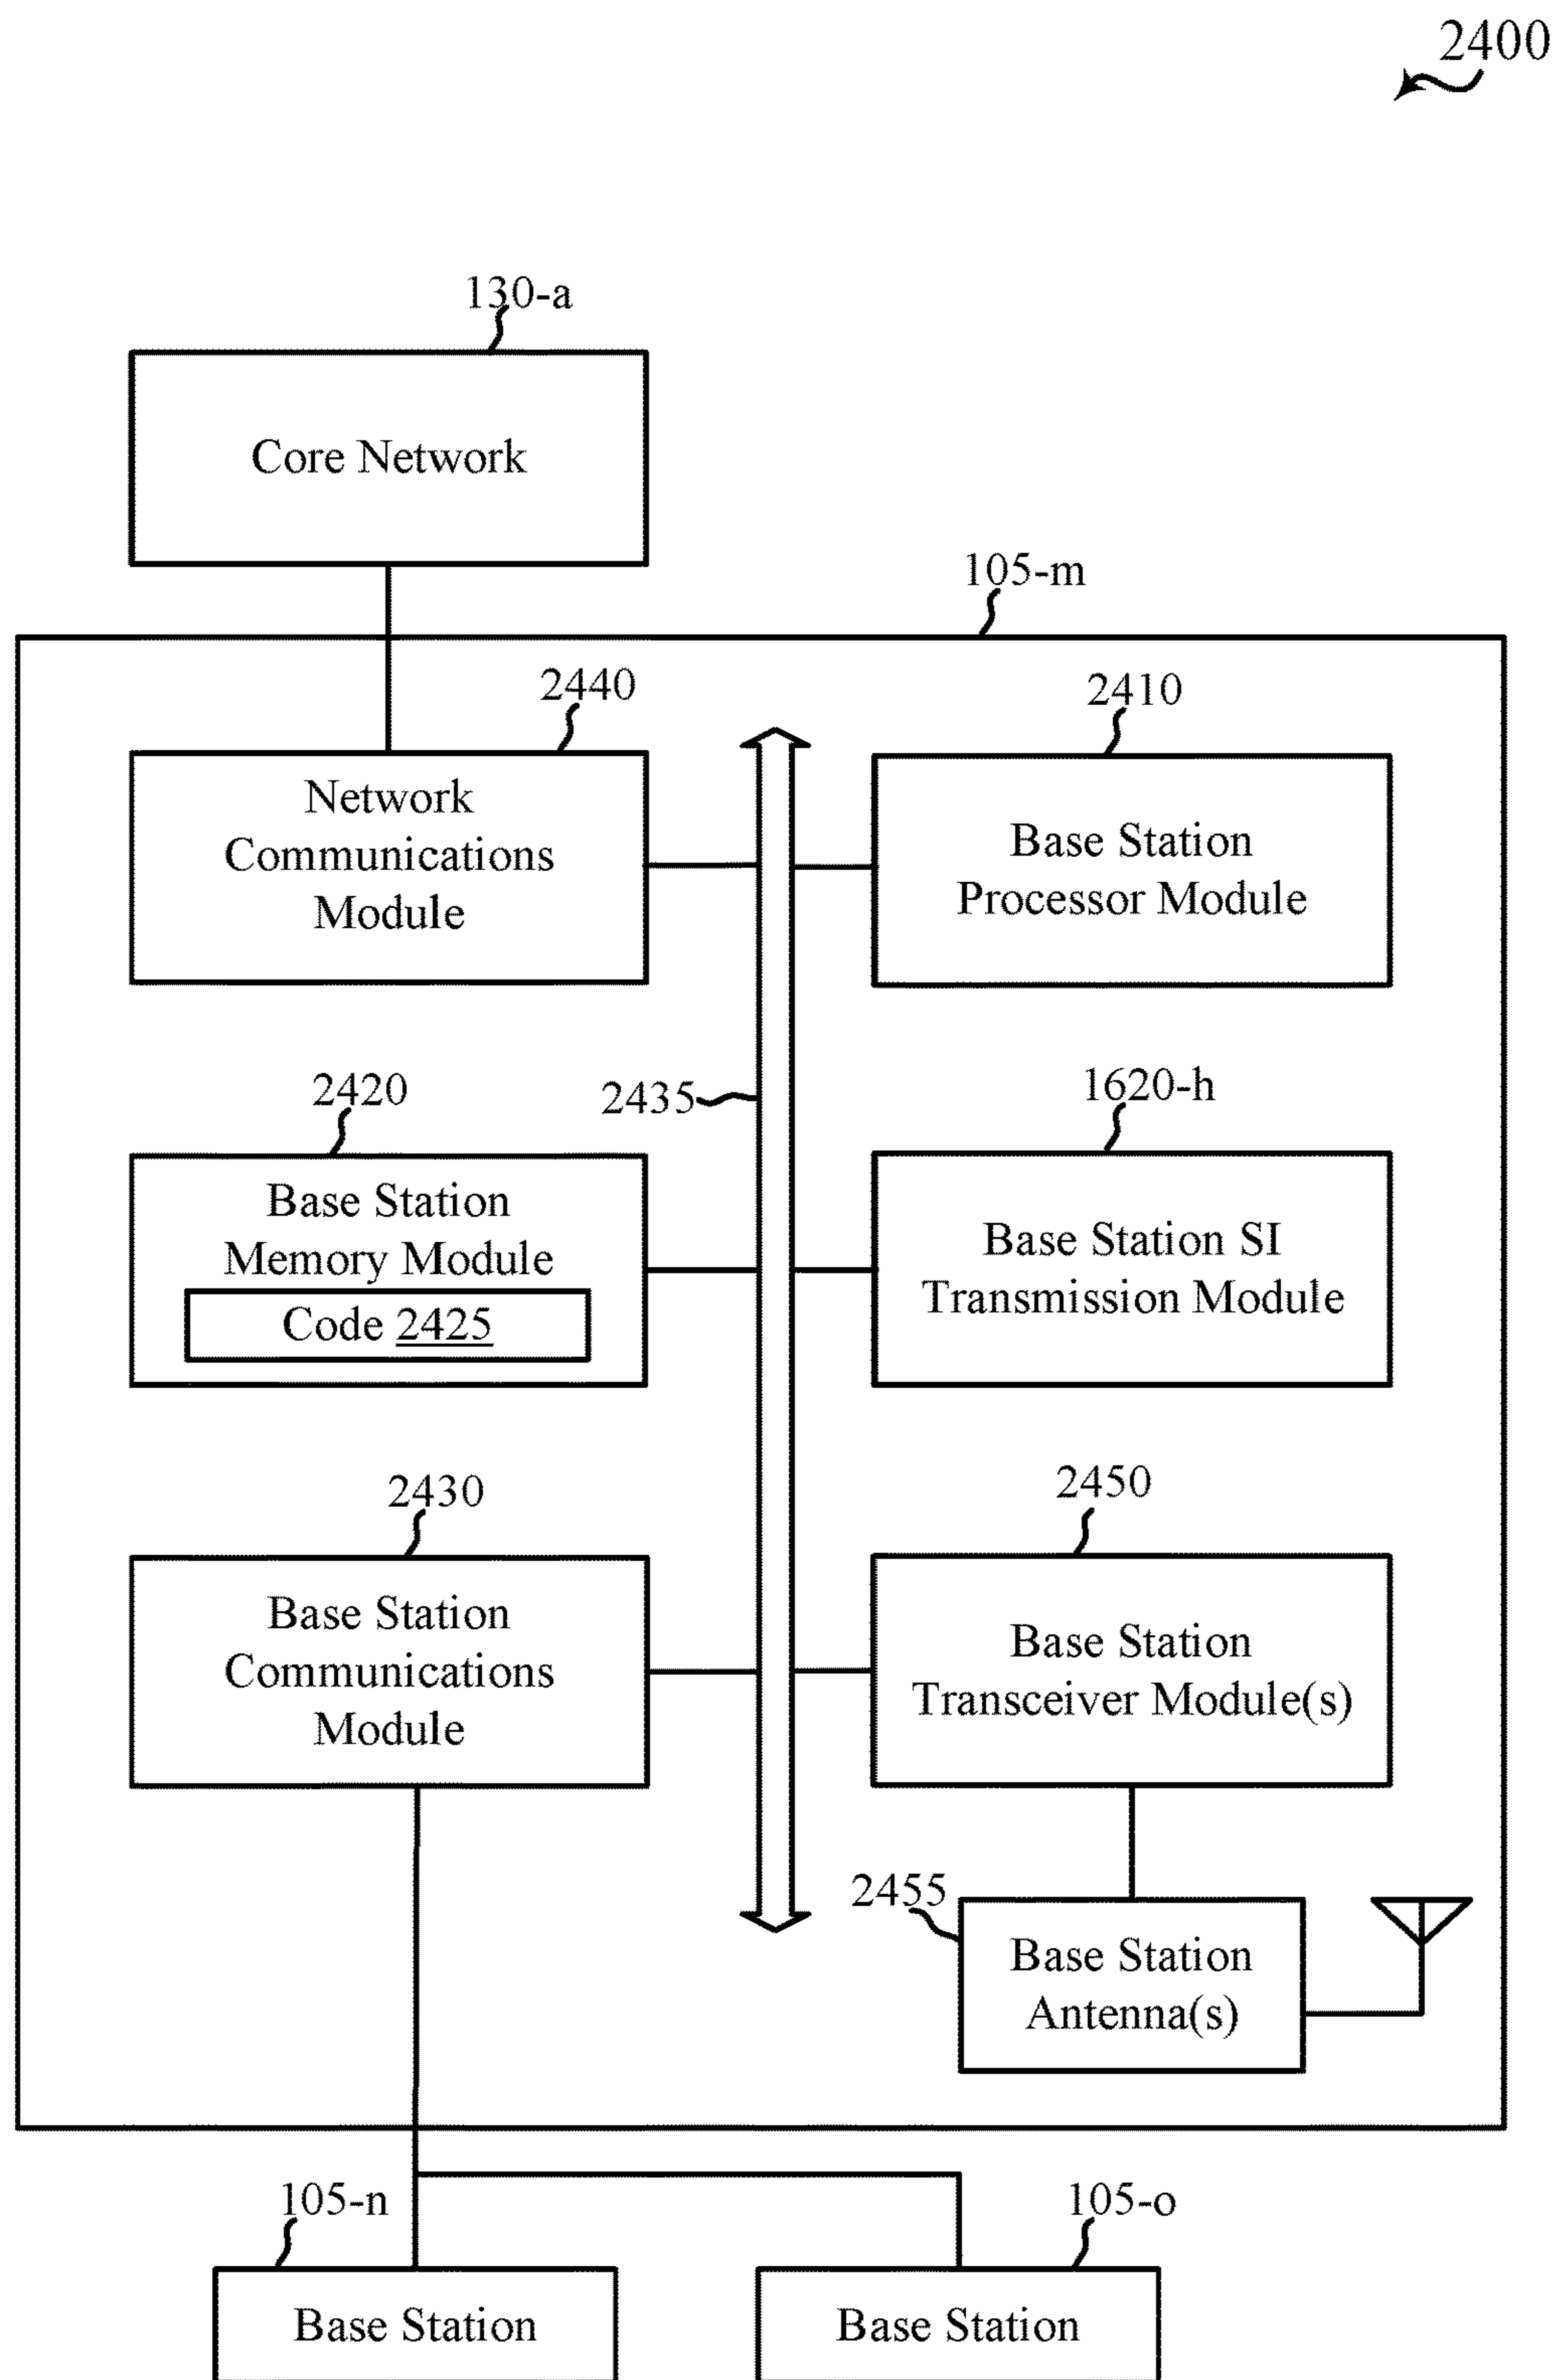 2400
130-a
Core Network
105-m
2440
Network
Communications
Module
2410
Base Station
Processor Module
2420
Base Station
Memory Module
Code 2425
2435
1620-h
Base Station SI
Transmission Module
2430
Base Station
Communications
Module
2450
Base Station
Transceiver Module(s)
2455
Base Station
Antenna(s)
105-n
Base Station
105-o
Base Station